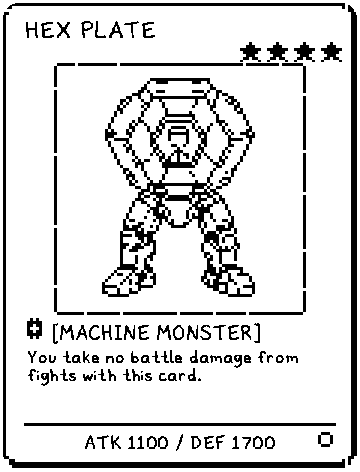 HEX PLATE
[MACHINE MONSTER]
You take no battle damage from
fights with this card.
ATK 1100 / DEF 1700